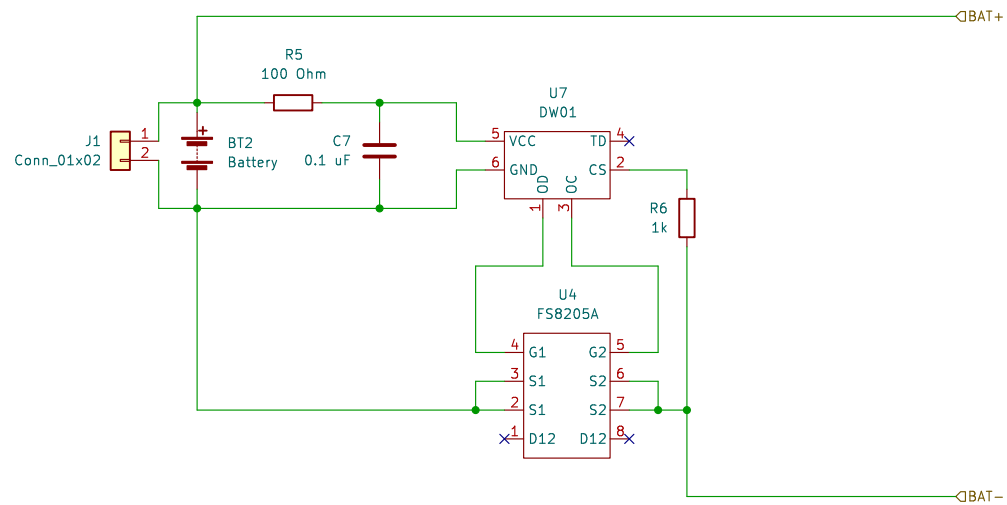 BAT+
R5
100 Ohm
U7
DW01
J1
Conn_01x02
1
2
+
BT2
Battery
C7
0.1 uF
5
VCC
TD
4
6
GND
CS
2
OD
OC
1
3
R6
1k
U4
FS8205A
4
G1
G2
5
3
S1
S2
6
2
S1
S2
7
1
D12
D12
8
BAT-